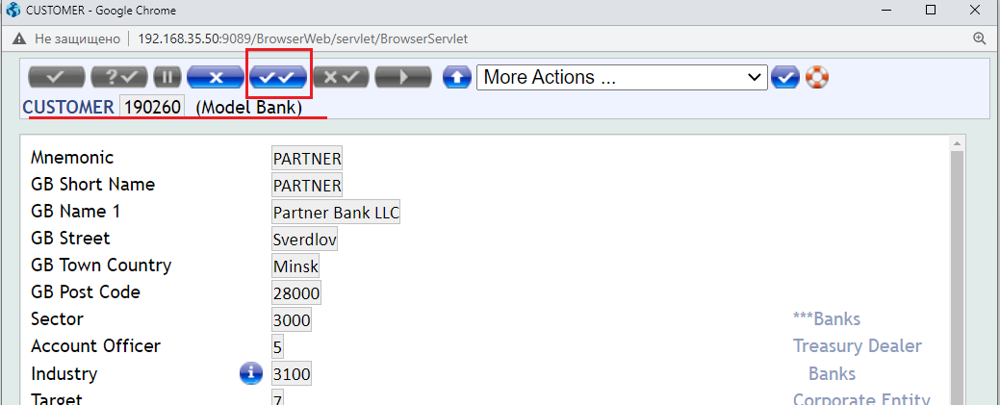 CUSTOMER - Google Chrome
Не защищено 192.168.35.50:9089/BrowserWeb/servlet/BrowserServlet
More Actions ...
CUSTOMER 190260 (Model Bank)
Mnemonic PARTNER
GB Short Name PARTNER
GB Name 1 Partner Bank LLC
GB Street Sverdlov
GB Town Country Minsk
GB Post Code 28000
Sector 3000 ***Banks
Account Officer 5 Treasury Dealer
Industry 3100 Banks
Target 7 Corporate Entity